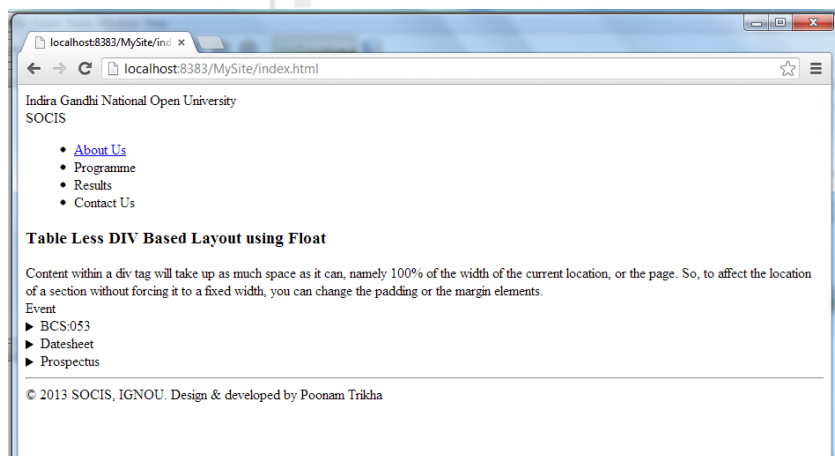 localhost:8383/MySite/ind
localhost:8383/MySite/index.html
Indira Gandhi National Open University
SOCIS
About Us
Programme
Results
Contact Us
Table Less DIV Based Layout using Float
Content within a div tag will take up as much space as it can, namely 100% of the width of the current location, or the page. So, to affect the location
of a section without forcing it to a fixed width, you can change the padding or the margin elements.
Event
BCS:053
Datesheet
Prospectus
© 2013 SOCIS, IGNOU. Design & developed by Poonam Trikha